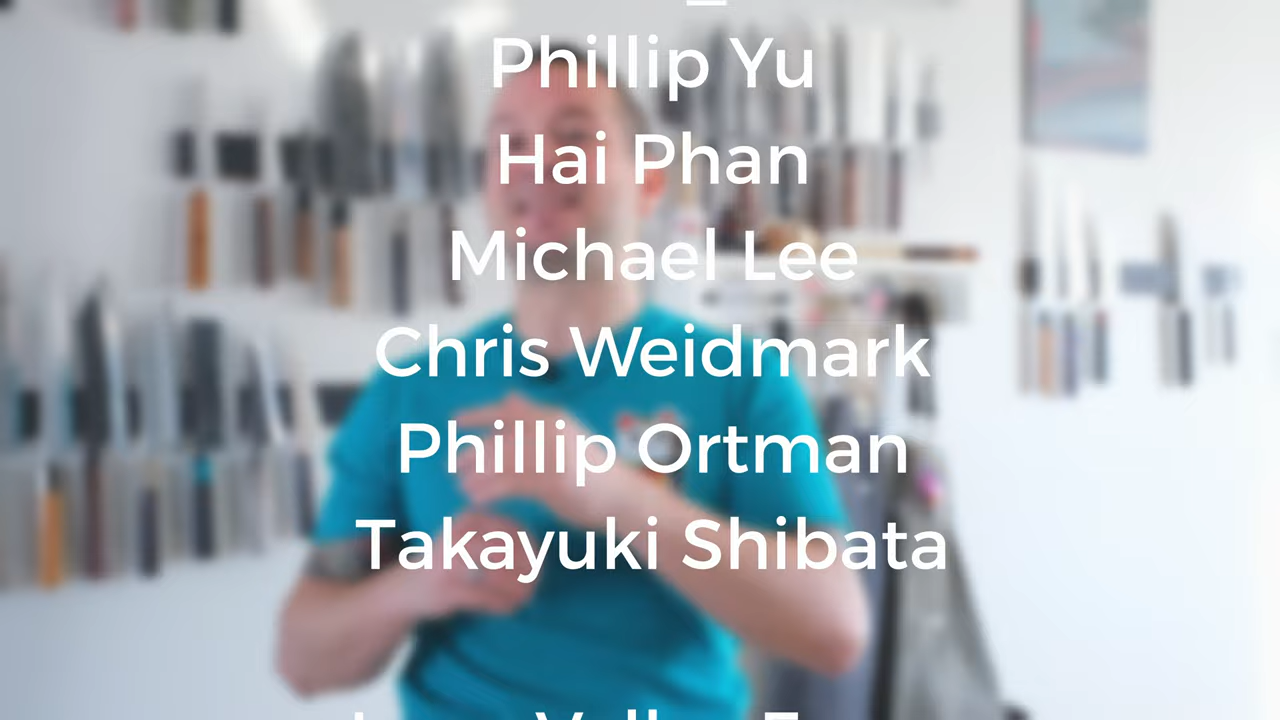 Phillip Yu
Hai Phan
Michael Lee
Chris Weidmark
Phillip Ortman
Takayuki Shibata